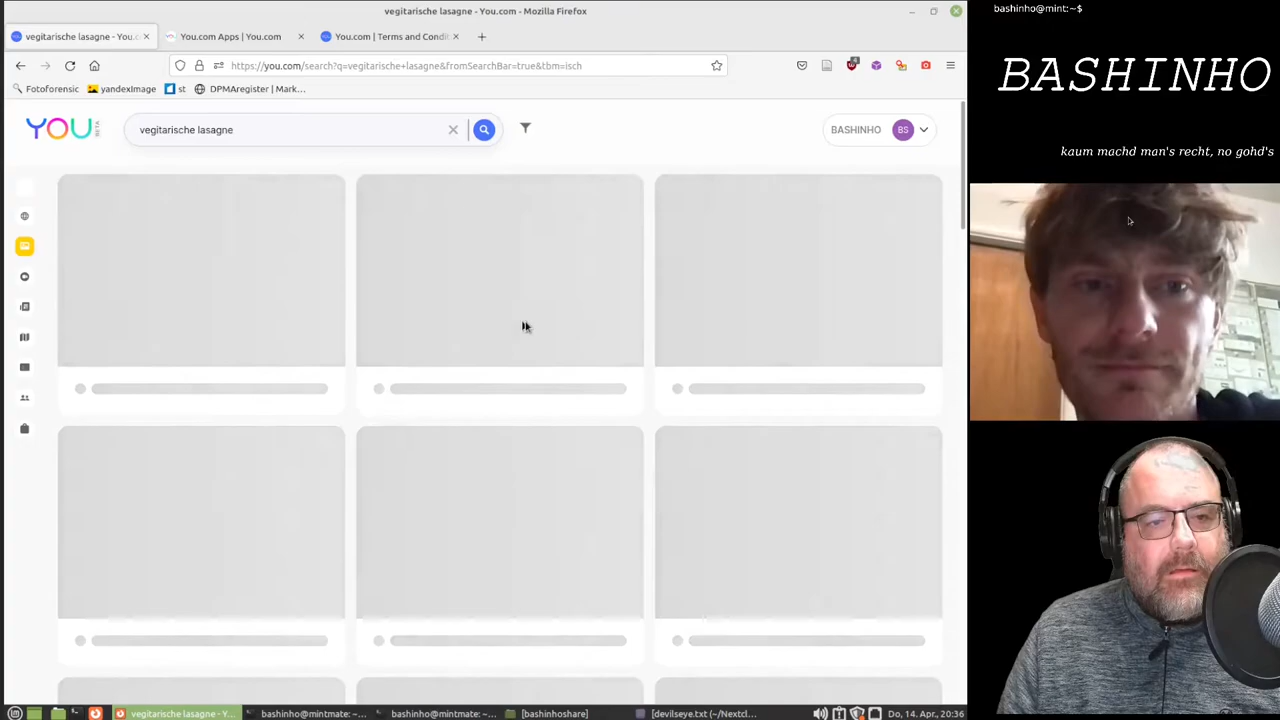 vegitarische lasagne - You.com - Mozilla Firefox
vegitarische lasagne - You.c
You.com Apps | You.com
You.com | Terms and Condit
https://you.com/search?q=vegitarische+lasagne&fromSearchBar=true&tbm=isch
Fotoforensic
yandexImage
st
DPMAregister | Mark...
YOU
BETA
vegitarische lasagne
BASHINHO
BS
bashinho@mint:~$
BASHINHO
kaum machd man's recht, no gohd's
vegitarische lasagne - Y...
bashinho@mintmate: ~...
bashinho@mintmate: ~...
[bashinhoshare]
[devilseye.txt (~/Nextcl...
Do, 14. Apr., 20:36